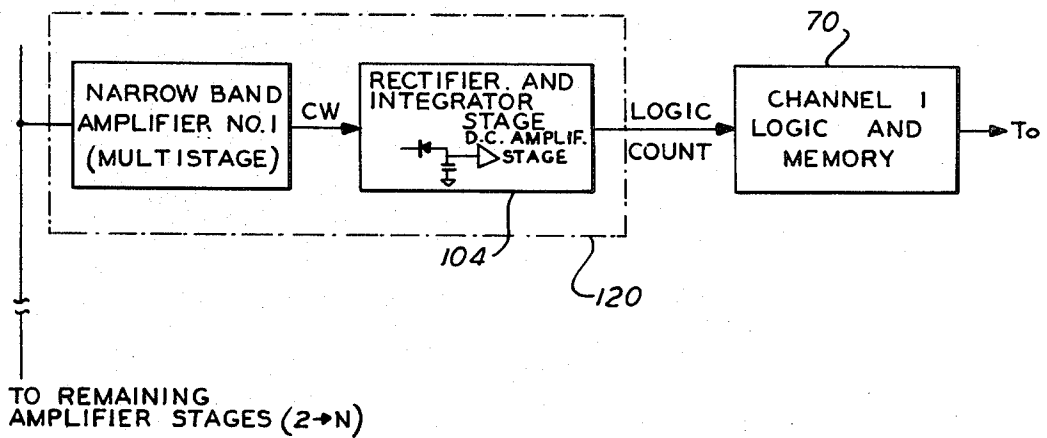 70
NARROW BAND
AMPLIFIER NO.1
(MULTISTAGE)
CW
RECTIFIER. AND
INTEGRATOR
STAGE
D.C. AMPLIF.
STAGE
LOGIC
COUNT
CHANNEL 1
LOGIC AND
MEMORY
To
104
120
TO REMAINING
AMPLIFIER STAGES (2→N)